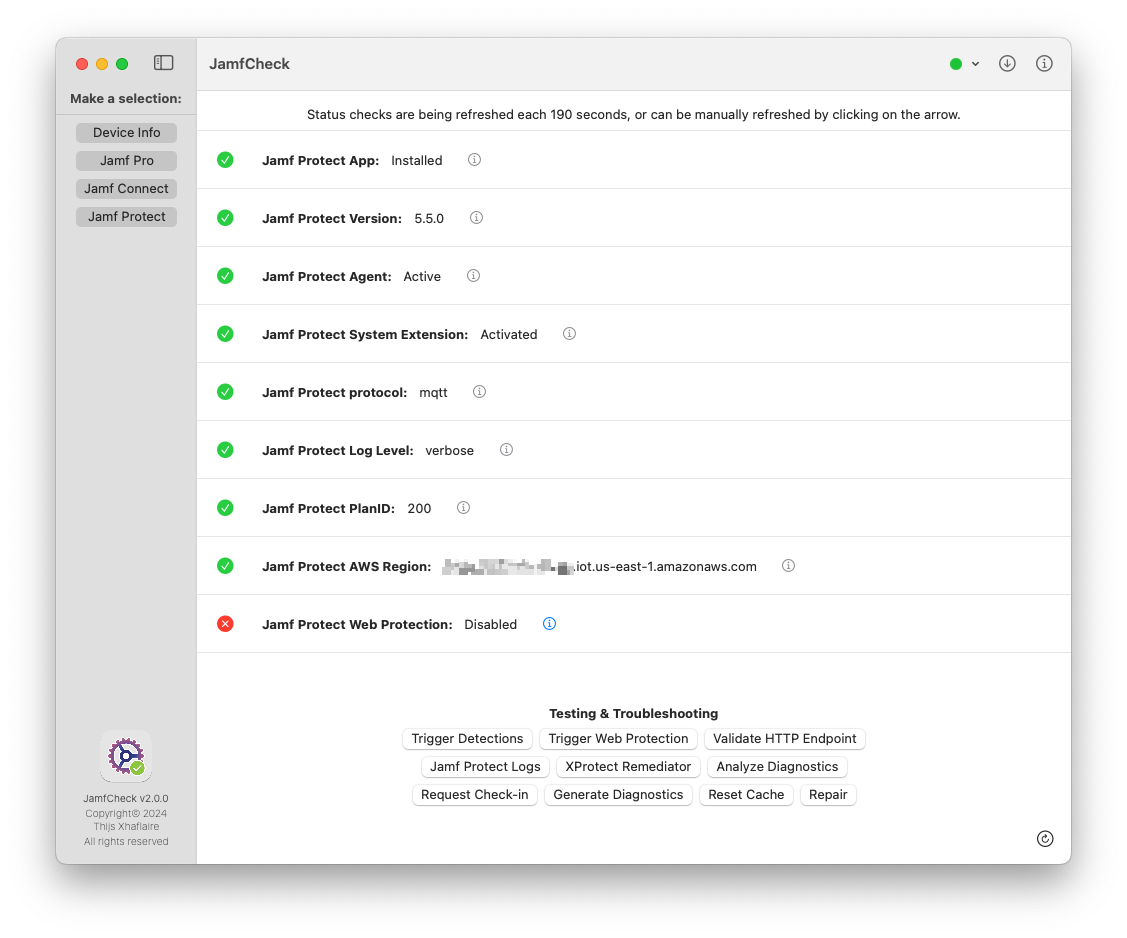 JamfCheck
Make a selection:
Device Info
Jamf Pro
Jamf Connect
Jamf Protect
Status checks are being refreshed each 190 seconds, or can be manually refreshed by clicking on the arrow.
Jamf Protect App: Installed
Jamf Protect Version: 5.5.0
Jamf Protect Agent: Active
Jamf Protect System Extension: Activated
Jamf Protect protocol: mqtt
Jamf Protect Log Level: verbose
Jamf Protect PlanID: 200
Jamf Protect AWS Region: .iot.us-east-1.amazonaws.com
Jamf Protect Web Protection: Disabled
Testing & Troubleshooting
Trigger Detections Trigger Web Protection Validate HTTP Endpoint
Jamf Protect Logs XProtect Remediator Analyze Diagnostics
Request Check-in Generate Diagnostics Reset Cache Repair
JamfCheck v2.0.0
Copyright© 2024
Thijs Xhaflaire
All rights reserved